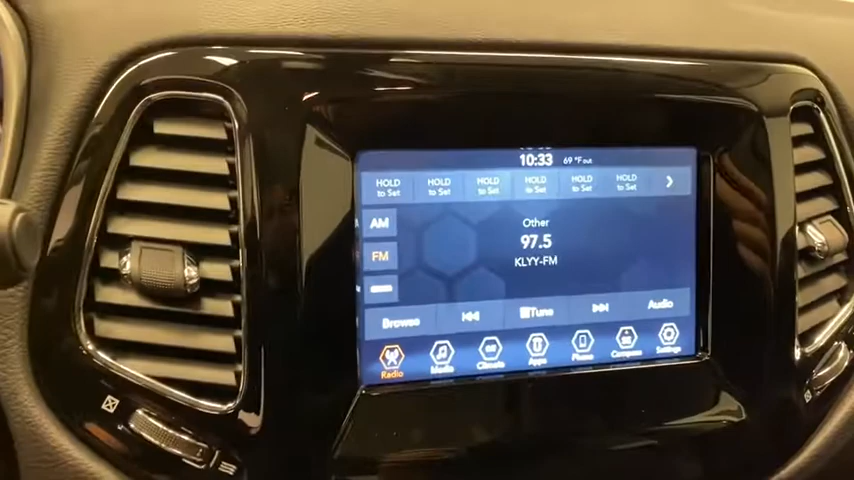 10:33 69°F out
HOLD to Set HOLD to Set HOLD to Set HOLD to Set HOLD to Set HOLD to Set
AM
Other
FM
97.5
KLYY-FM
Browse Tune Audio
Radio Media Climate Apps Phone Compass Settings